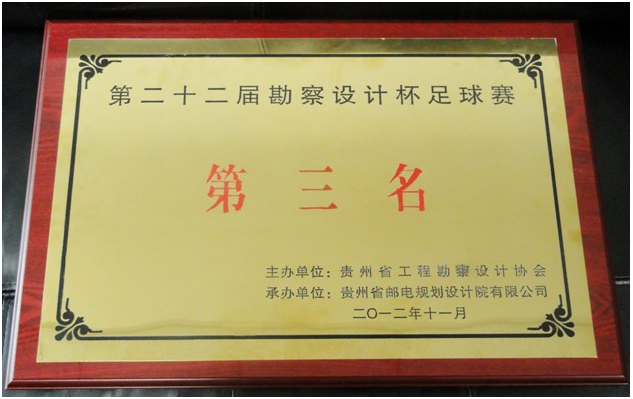 第二十二届勘察设计杯足球赛
第三名
主办单位：贵州省工程勘察设计协会
承办单位：贵州省邮电规划设计院有限公司
二〇一二年十一月